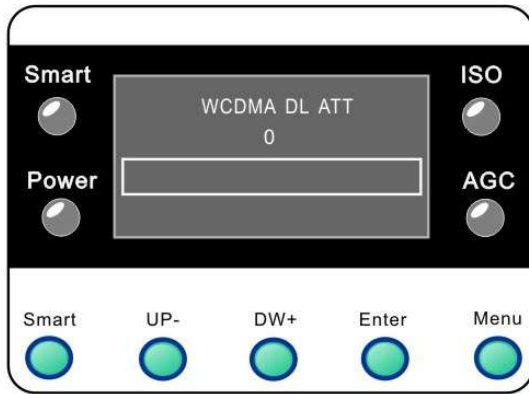 Smart
ISO
WCDMA DL ATT
0
Power
AGC
Smart
UP-
DW+
Enter
Menu